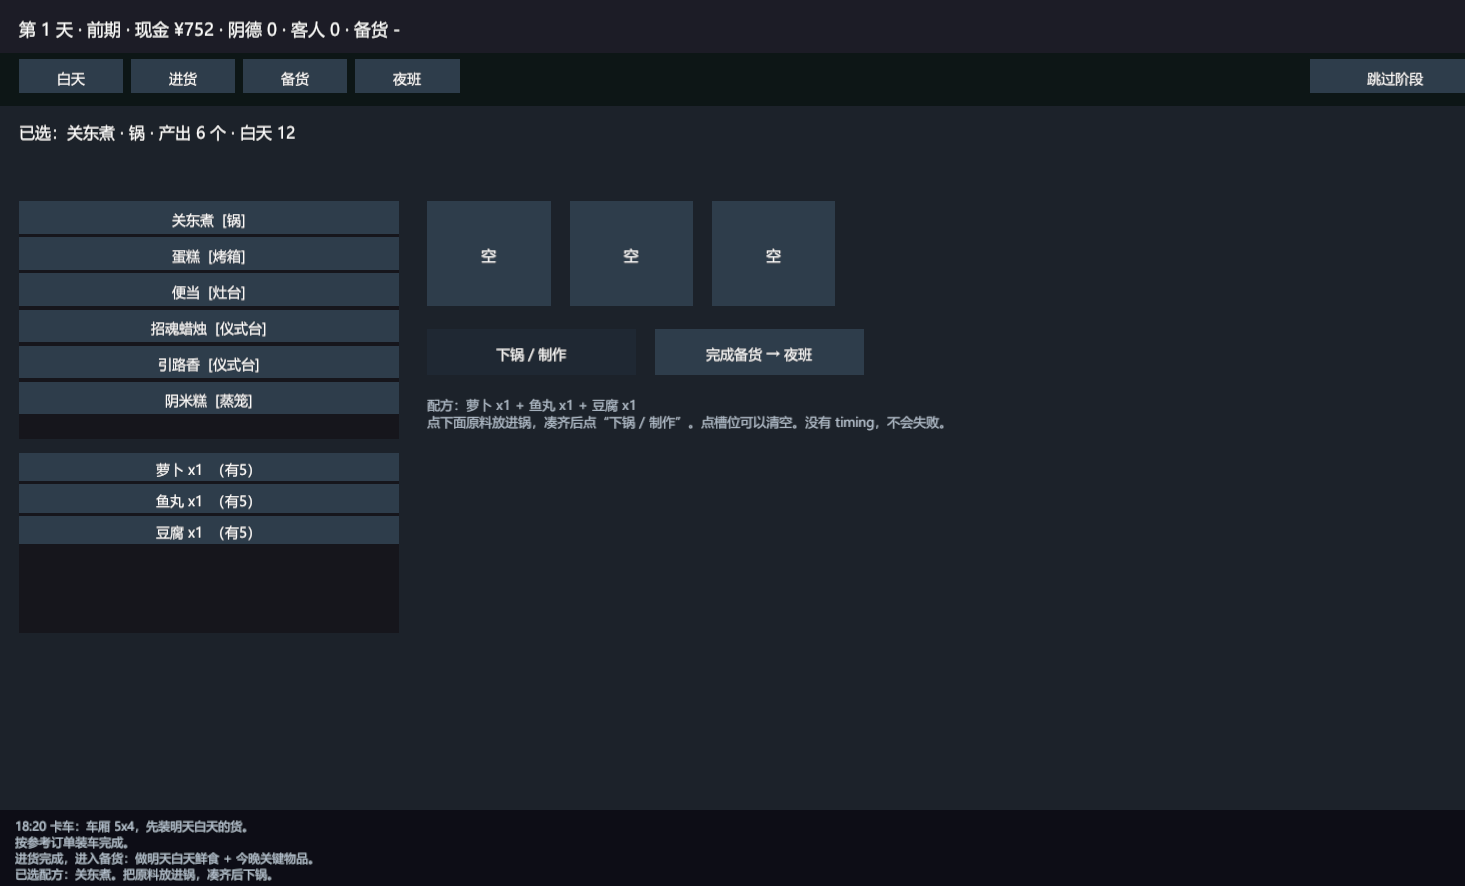 第 1 天 · 前期 · 现金 ¥752 · 阴德 0 · 客人 0 · 备货 -
白天
进货
备货
夜班
跳过阶段
已选：关东煮 · 锅 · 产出 6 个 · 白天 12
关东煮 [锅]
蛋糕 [烤箱]
便当 [灶台]
招魂蜡烛 [仪式台]
引路香 [仪式台]
阴米糕 [蒸笼]
萝卜 x1 （有5）
鱼丸 x1 （有5）
豆腐 x1 （有5）
空
空
空
下锅 / 制作
完成备货 → 夜班
配方：萝卜 x1 + 鱼丸 x1 + 豆腐 x1
点下面原料放进锅，凑齐后点“下锅 / 制作”。点槽位可以清空。没有 timing，不会失败。
18:20 卡车：车厢 5x4，先装明天白天的货。
按参考订单装车完成。
进货完成，进入备货：做明天白天鲜食 + 今晚关键物品。
已选配方：关东煮。把原料放进锅，凑齐后下锅。